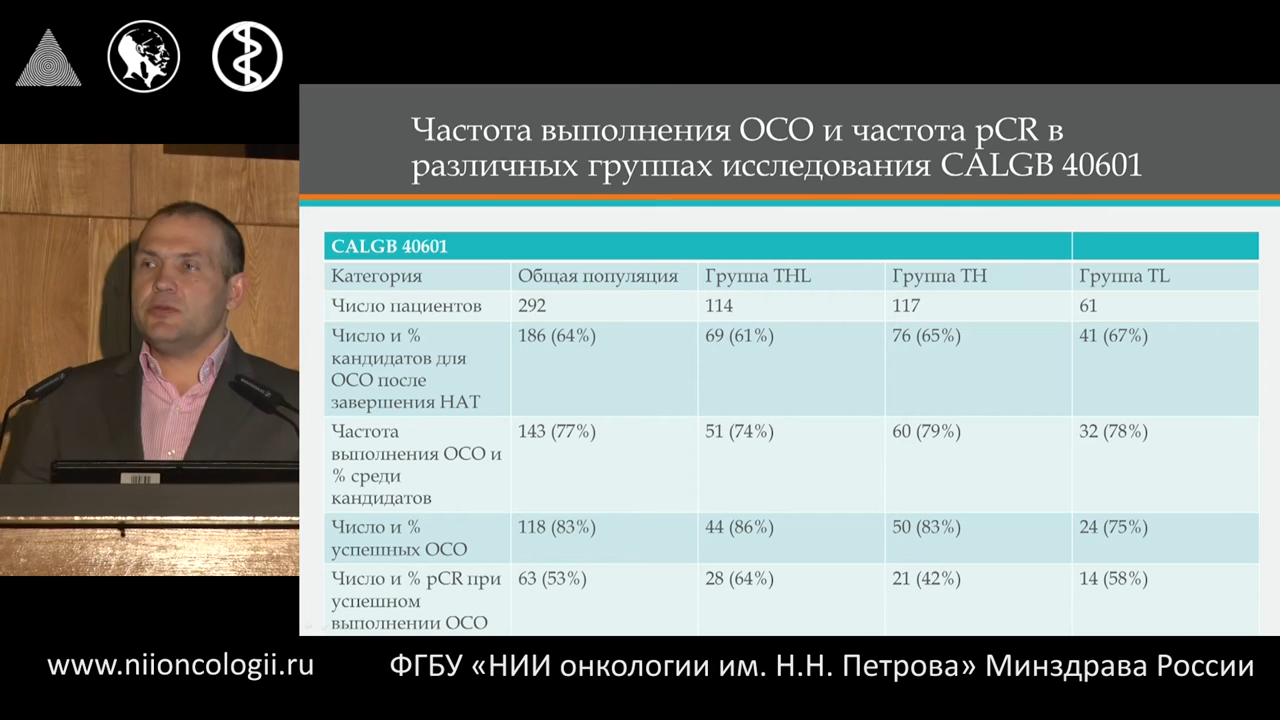 Частота выполнения ОСО и частота pCR в
различных группах исследования CALGB 40601
CALGB 40601
Категория Общая популяция Группа THL Группа TH Группа TL
Число пациентов 292 114 117 61
Число и % 186 (64%) 69 (61%) 76 (65%) 41 (67%)
кандидатов для
ОСО после
завершения НАТ
Частота 143 (77%) 51 (74%) 60 (79%) 32 (78%)
выполнения ОСО и
% среди
кандидатов
Число и % 118 (83%) 44 (86%) 50 (83%) 24 (75%)
успешных ОСО
Число и % pCR при 63 (53%) 28 (64%) 21 (42%) 14 (58%)
успешном
выполнении ОСО
www.niioncologii.ru ФГБУ «НИИ онкологии им. Н.Н. Петрова» Минздрава России